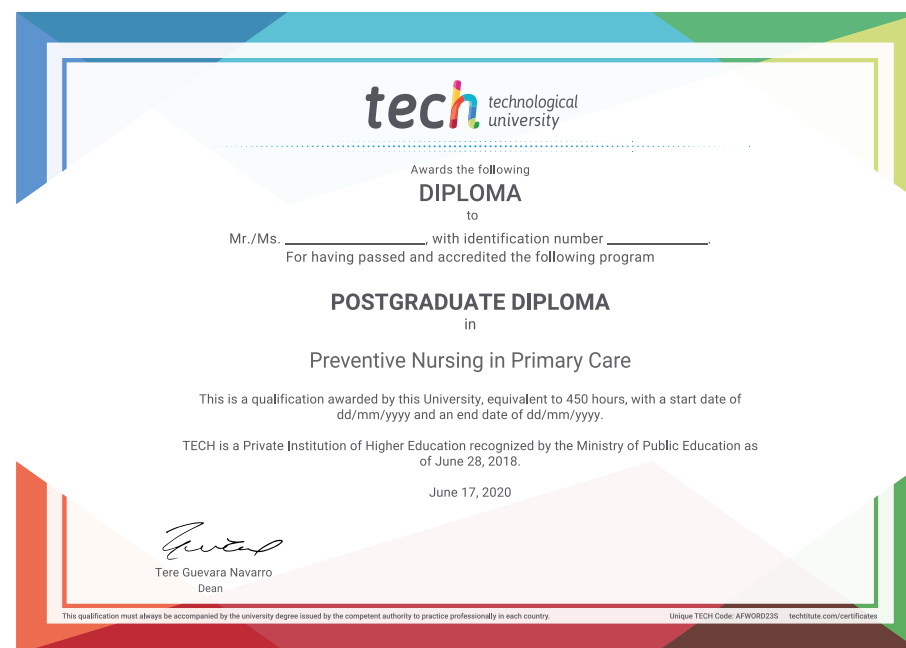 tech technological
university
Awards the following
DIPLOMA
to
Mr./Ms. ____________________, with identification number ______________.
For having passed and accredited the following program
POSTGRADUATE DIPLOMA
in
Preventive Nursing in Primary Care
This is a qualification awarded by this University, equivalent to 450 hours, with a start date of
dd/mm/yyyy and an end date of dd/mm/yyyy.
TECH is a Private Institution of Higher Education recognized by the Ministry of Public Education as
of June 28, 2018.
June 17, 2020
Tere Guevara Navarro
Dean
This qualification must always be accompanied by the university degree issued by the competent authority to practice professionally in each country.
Unique TECH Code: AFWORD23S techtitute.com/certificates